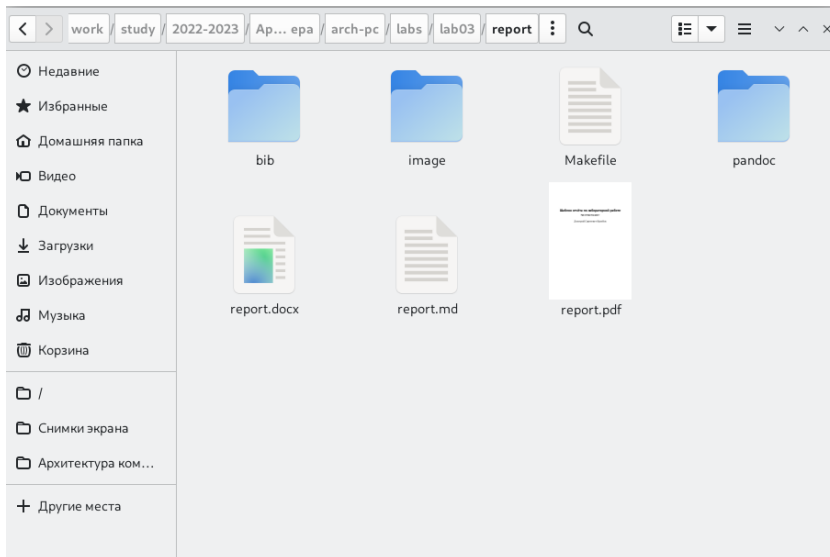 work / study / 2022-2023 / Ар... ера / arch-pc / labs / lab03 / report
Недавние
Избранные
Домашняя папка
Видео
Документы
Загрузки
Изображения
Музыка
Корзина
/
Снимки экрана
Архитектура ком...
Другие места
bib
image
Makefile
pandoc
report.docx
report.md
report.pdf